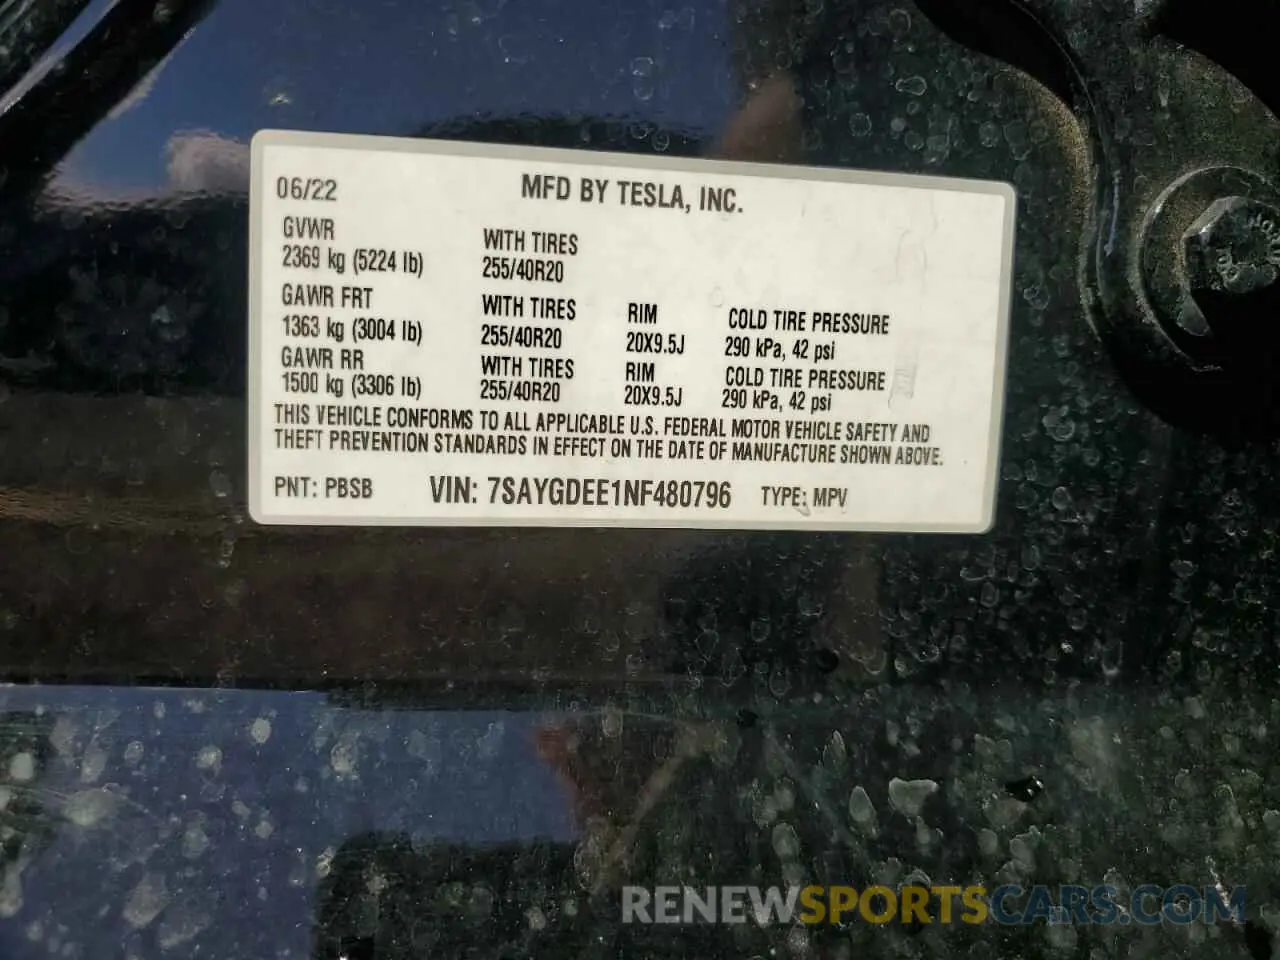 06/22 MFD BY TESLA, INC.
GVWR
2369 kg (5224 lb)
WITH TIRES
255/40R20
GAWR FRT
1363 kg (3004 lb)
WITH TIRES
255/40R20
RIM
20X9.5J
COLD TIRE PRESSURE
290 kPa, 42 psi
GAWR RR
1500 kg (3306 lb)
WITH TIRES
255/40R20
RIM
20X9.5J
COLD TIRE PRESSURE
290 kPa, 42 psi
THIS VEHICLE CONFORMS TO ALL APPLICABLE U.S. FEDERAL MOTOR VEHICLE SAFETY AND
THEFT PREVENTION STANDARDS IN EFFECT ON THE DATE OF MANUFACTURE SHOWN ABOVE.
PNT: PBSB VIN: 7SAYGDEE1NF480796 TYPE: MPV
RENEWSPORTSCARS.COM